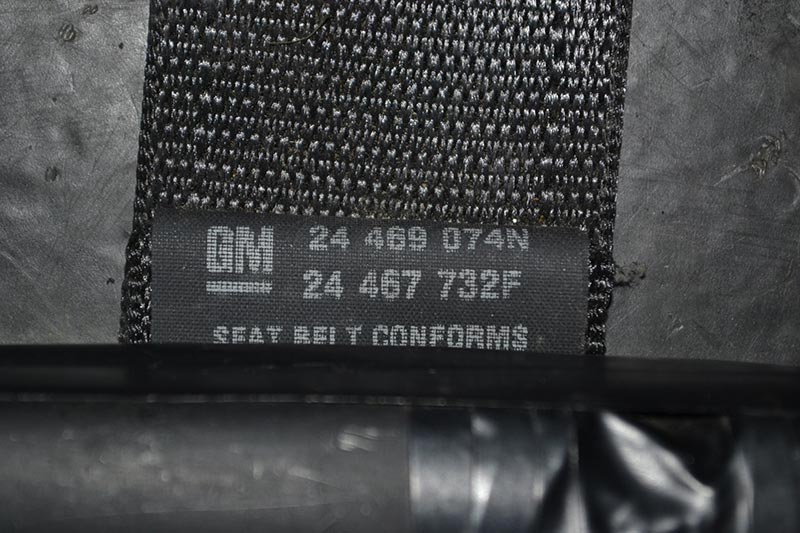 GM 24 469 074N
24 467 732F
SEAT BELT CONFORMS